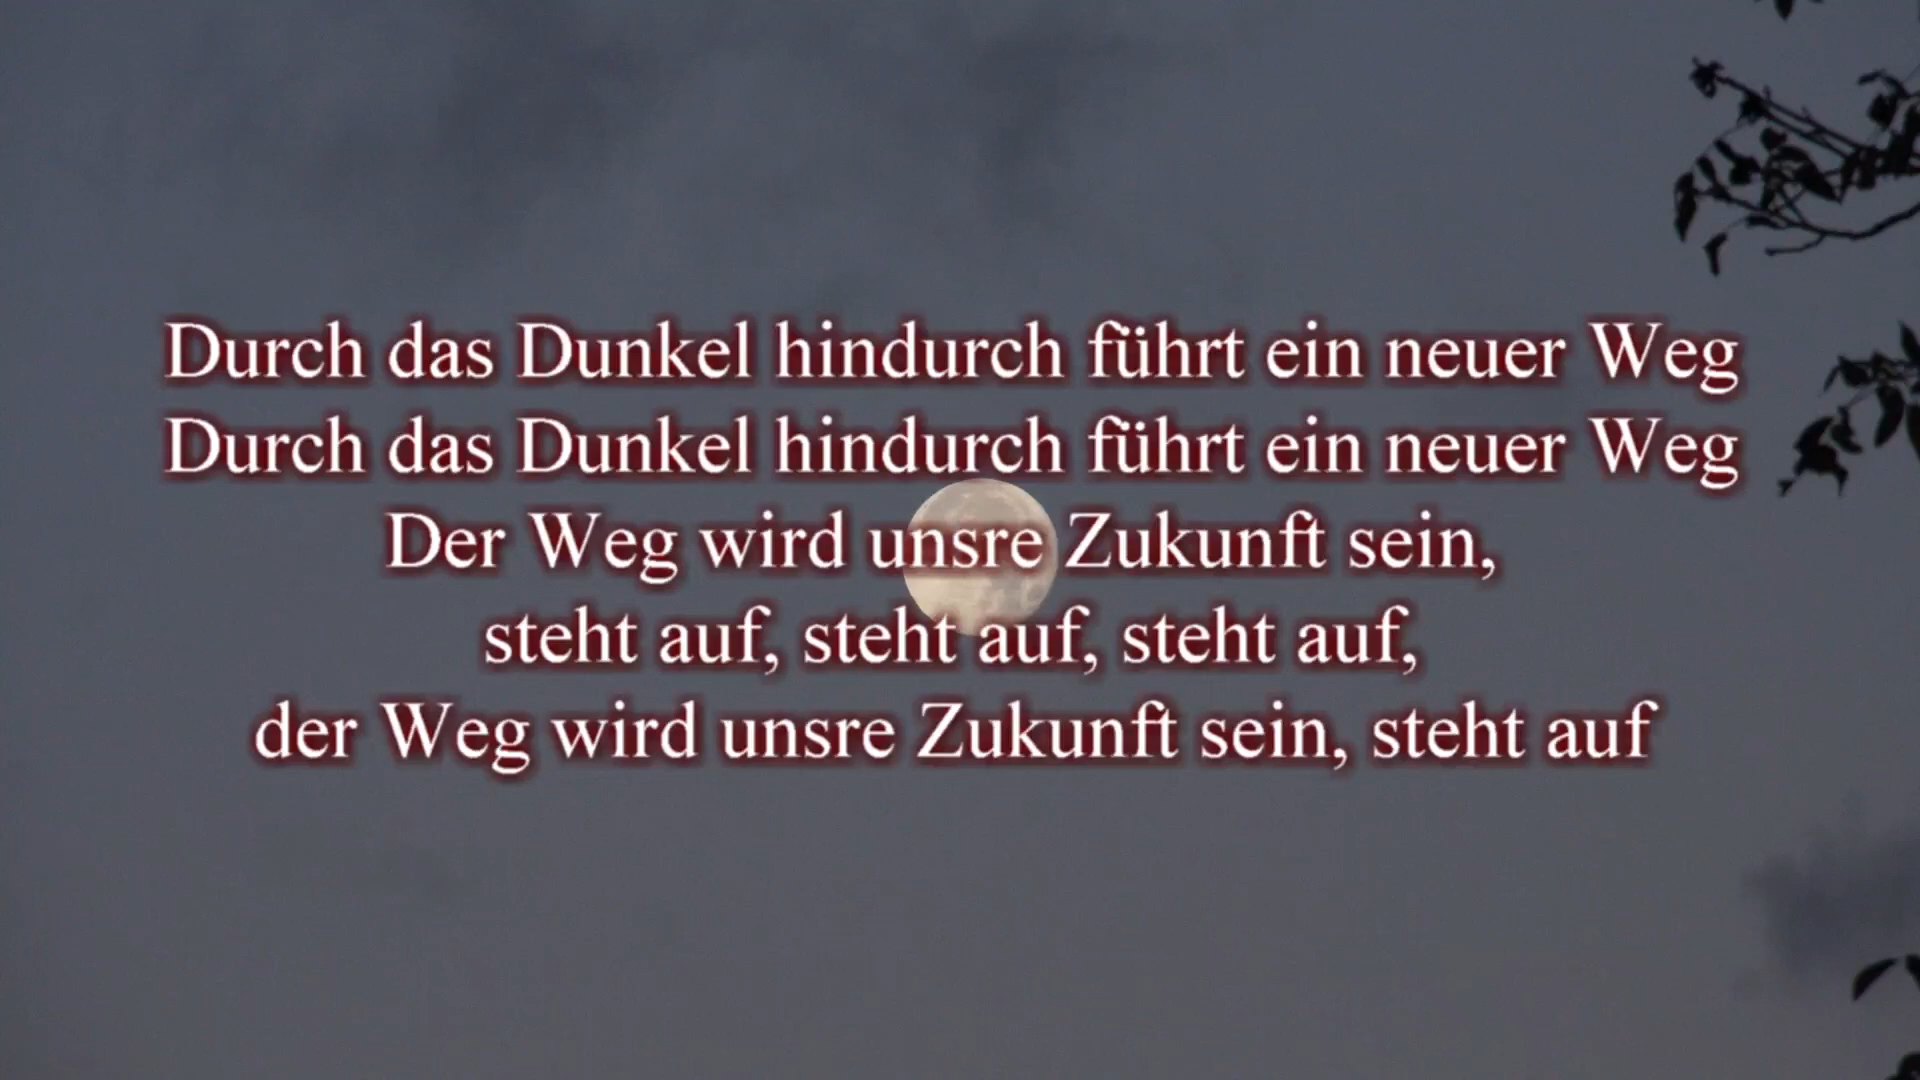 Durch das Dunkel hindurch führt ein neuer Weg
Durch das Dunkel hindurch führt ein neuer Weg
Der Weg wird unsre Zukunft sein,
steht auf, steht auf, steht auf,
der Weg wird unsre Zukunft sein, steht auf